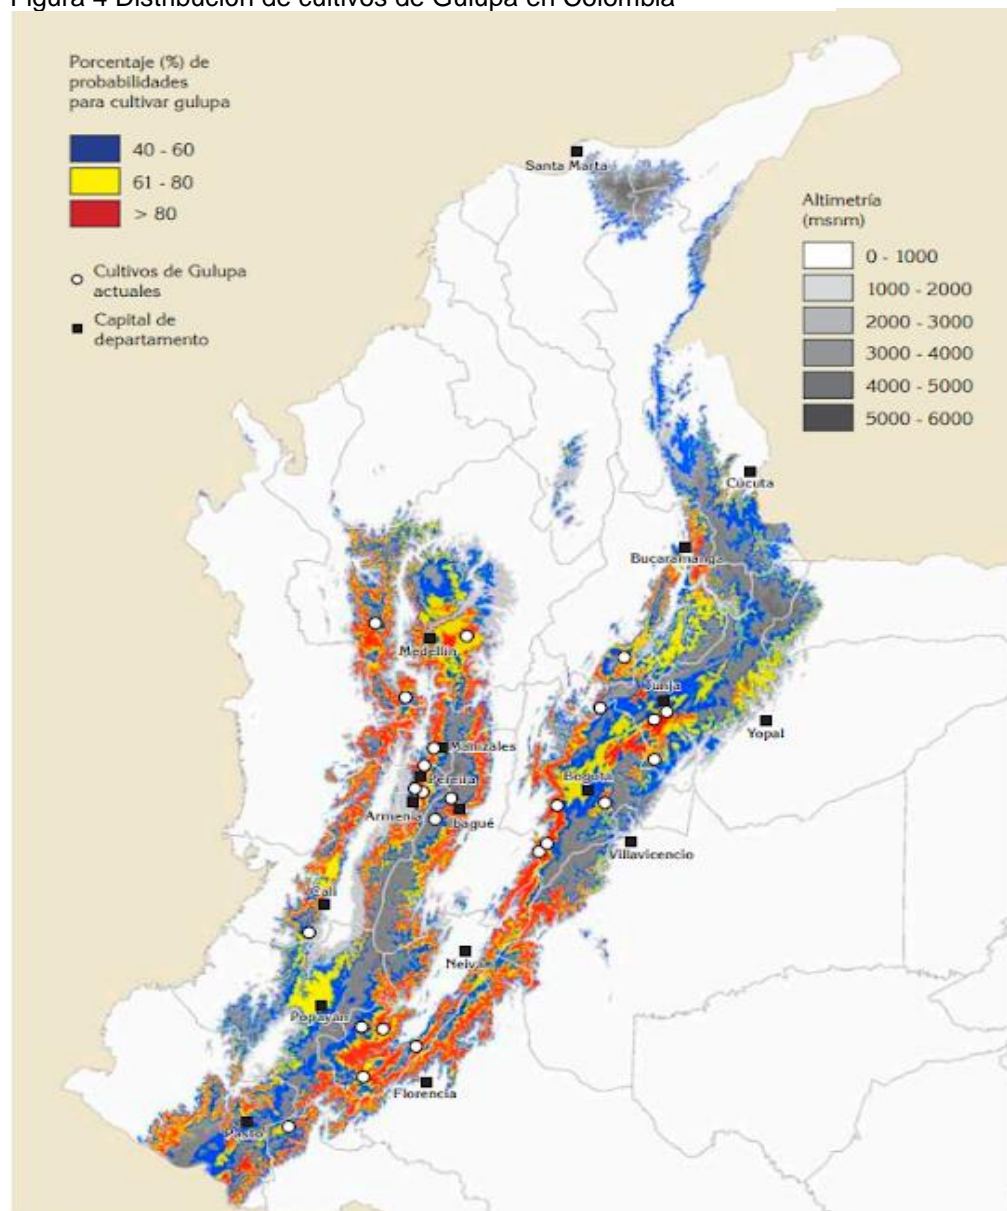 Figura 4 Distribución de cultivos de Gulupa en Colombia
Porcentaje (%) de
probabilidades
para cultivar gulupa
40 - 60
61 - 80
> 80
Cultivos de Gulupa
actuales
Capital de
departamento
Altimetría
(msnm)
0 - 1000
1000 - 2000
2000 - 3000
3000 - 4000
4000 - 5000
5000 - 6000
Santa Marta
Cúcuta
Bucaramanga
Medellín
Tunja
Yopal
Manizales
Pereira
Bogotá
Armenia
Ibagué
Villavicencio
Cali
Neiva
Popayán
Florencia
Pasto